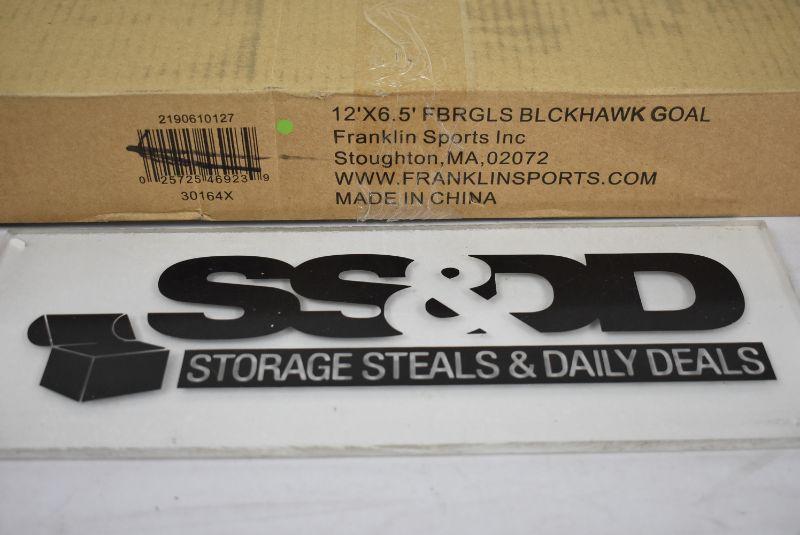 2190610127
0 25725 46923 9
30164X
12'X6.5' FBRGLS BLCKHAWK GOAL
Franklin Sports Inc
Stoughton,MA,02072
WWW.FRANKLINSPORTS.COM
MADE IN CHINA
SS&DD
STORAGE STEALS & DAILY DEALS